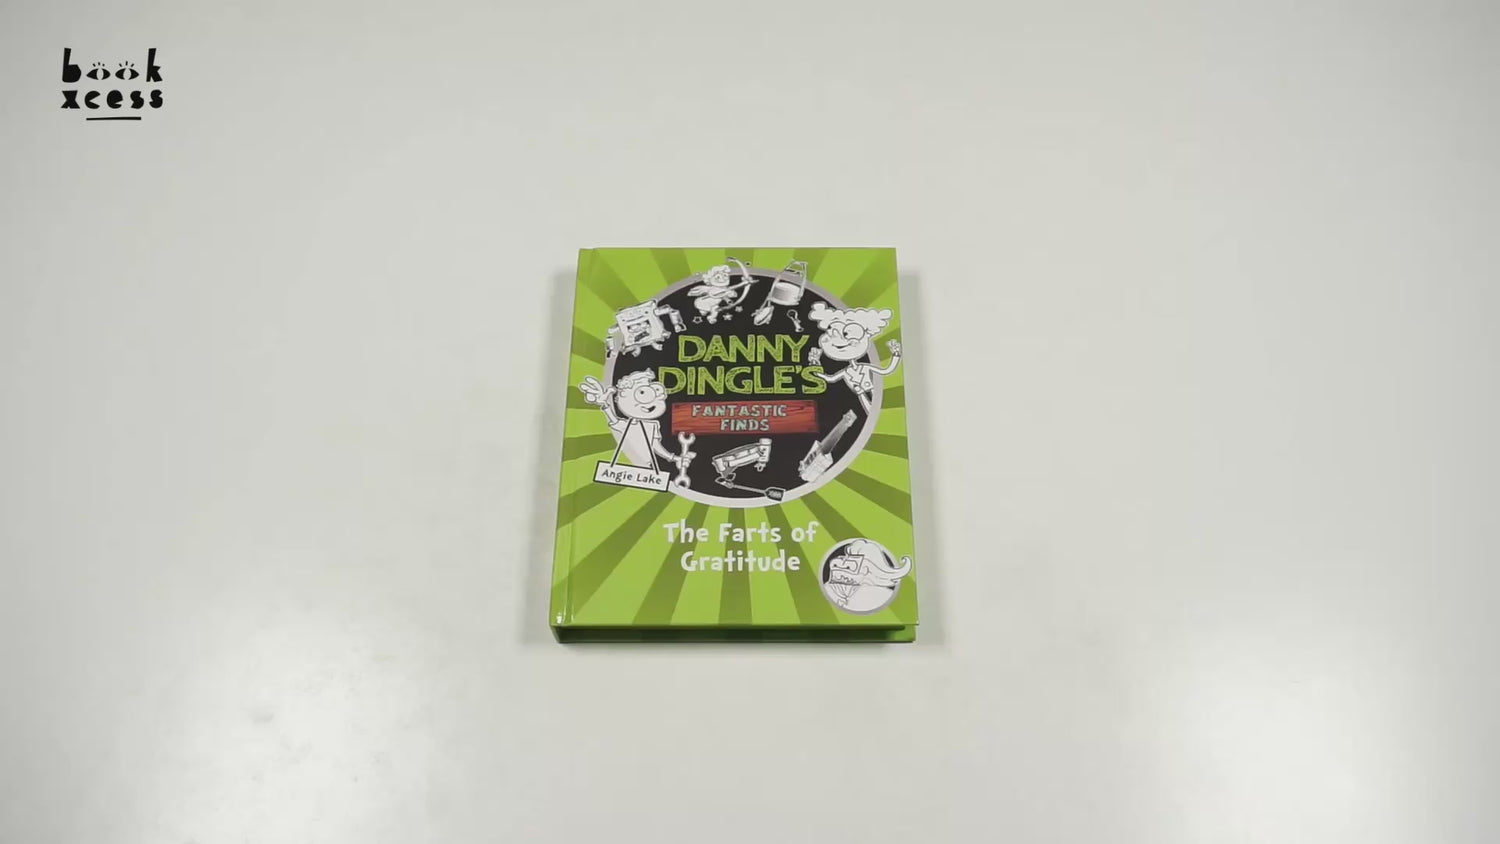 book
xcess
DANNY
DINGLE'S
FANTASTIC
FINDS
Angie Lake
The Farts of
Gratitude